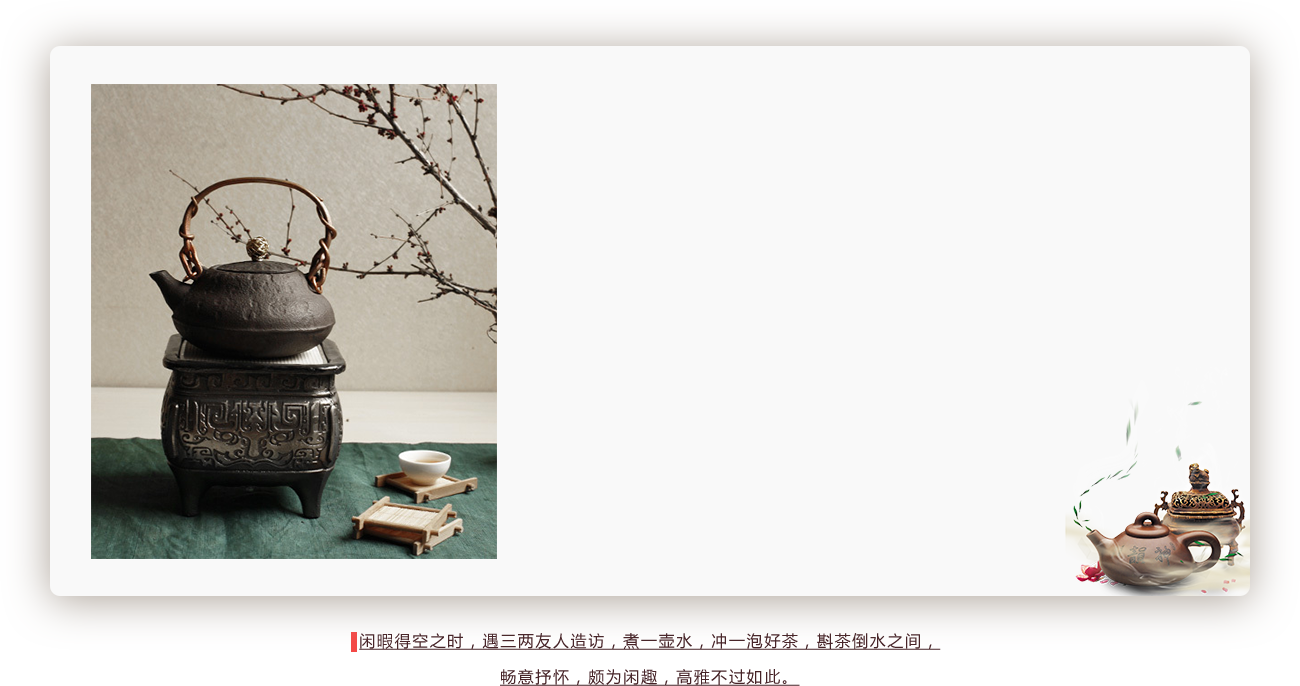 闲暇得空之时，遇三两友人造访，煮一壶水，冲一泡好茶，斟茶倒水之间，
畅意抒怀，颇为闲趣，高雅不过如此。